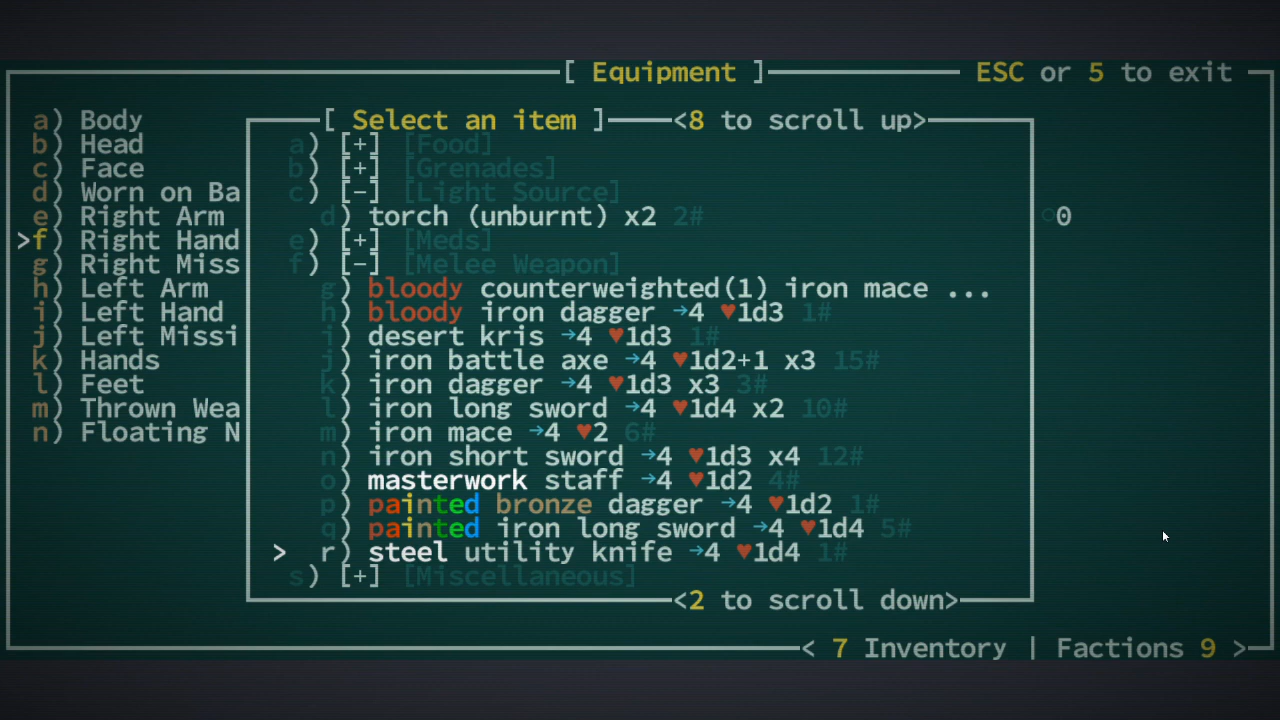 [ Equipment ] ESC or 5 to exit
a) Body
b) Head
c) Face
d) Worn on Ba
e) Right Arm
>f) Right Hand
g) Right Miss
h) Left Arm
i) Left Hand
j) Left Missi
k) Hands
l) Feet
m) Thrown Wea
n) Floating N
[ Select an item ] <8 to scroll up>
a) [+] [Food]
b) [+] [Grenades]
c) [-] [Light Source]
d) torch (unburnt) x2 2#
e) [+] [Meds]
f) [-] [Melee Weapon]
g) bloody counterweighted(1) iron mace ...
h) bloody iron dagger →4 ♥1d3 1#
i) desert kris →4 ♥1d3 1#
j) iron battle axe →4 ♥1d2+1 x3 15#
k) iron dagger →4 ♥1d3 x3 3#
l) iron long sword →4 ♥1d4 x2 10#
m) iron mace →4 ♥2 6#
n) iron short sword →4 ♥1d3 x4 12#
o) masterwork staff →4 ♥1d2 4#
p) painted bronze dagger →4 ♥1d2 1#
q) painted iron long sword →4 ♥1d4 5#
> r) steel utility knife →4 ♥1d4 1#
s) [+] [Miscellaneous]
<2 to scroll down>
○0
< 7 Inventory | Factions 9 >